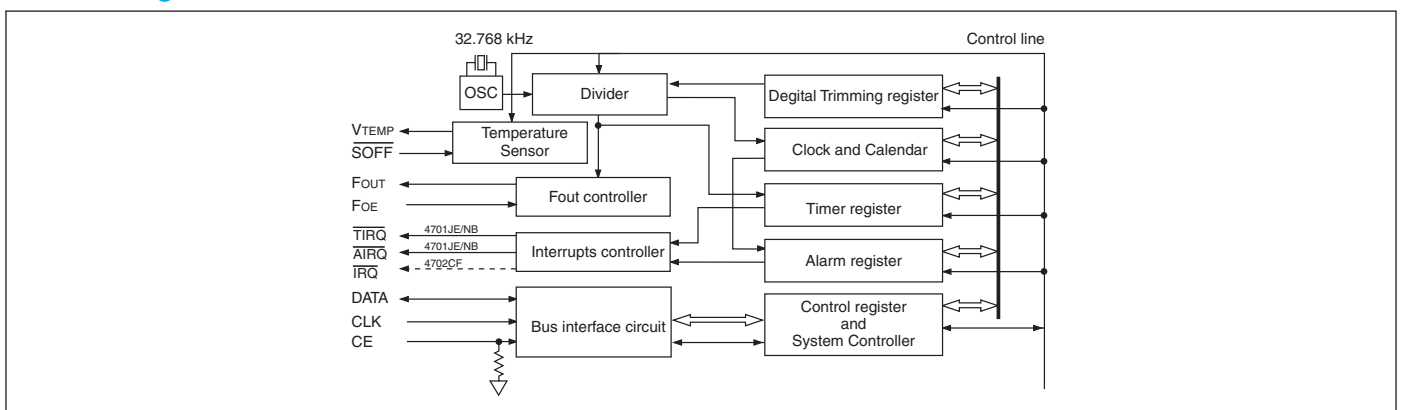 32.768 kHz
Control line
OSC
Divider
Degital Trimming register
VTEMP
SOFF
Temperature
Sensor
Clock and Calendar
FOUT
FOE
Fout controller
Timer register
TIRQ
4701JE/NB
AIRQ
4701JE/NB
IRQ
4702CF
Interrupts controller
Alarm register
DATA
CLK
CE
Bus interface circuit
Control register
and
System Controller